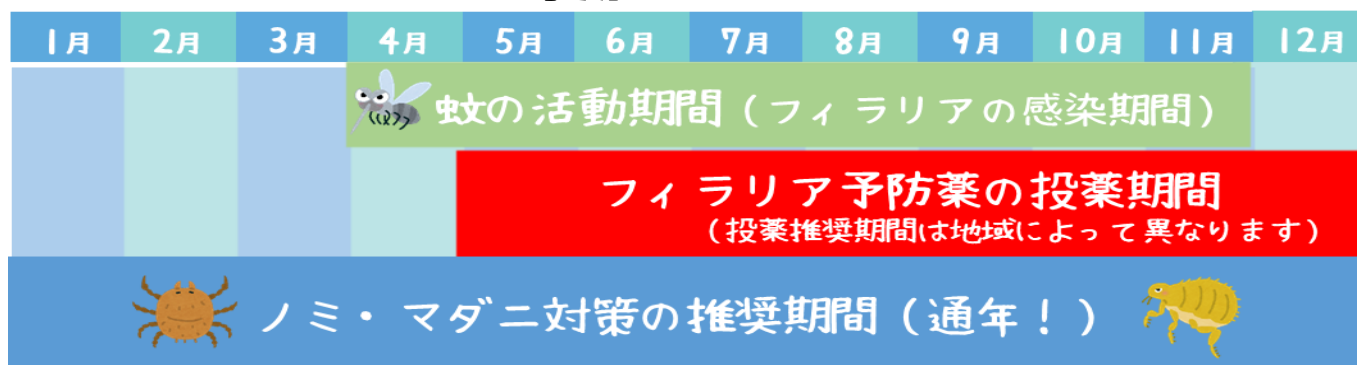 1月 2月 3月 4月 5月 6月 7月 8月 9月 10月 11月 12月
蚊の活動期間(フィラリアの感染期間)
フィラリア予防薬の投薬期間
(投薬推奨期間は地域によって異なります)
ノミ・マダニ対策の推奨期間(通年!)